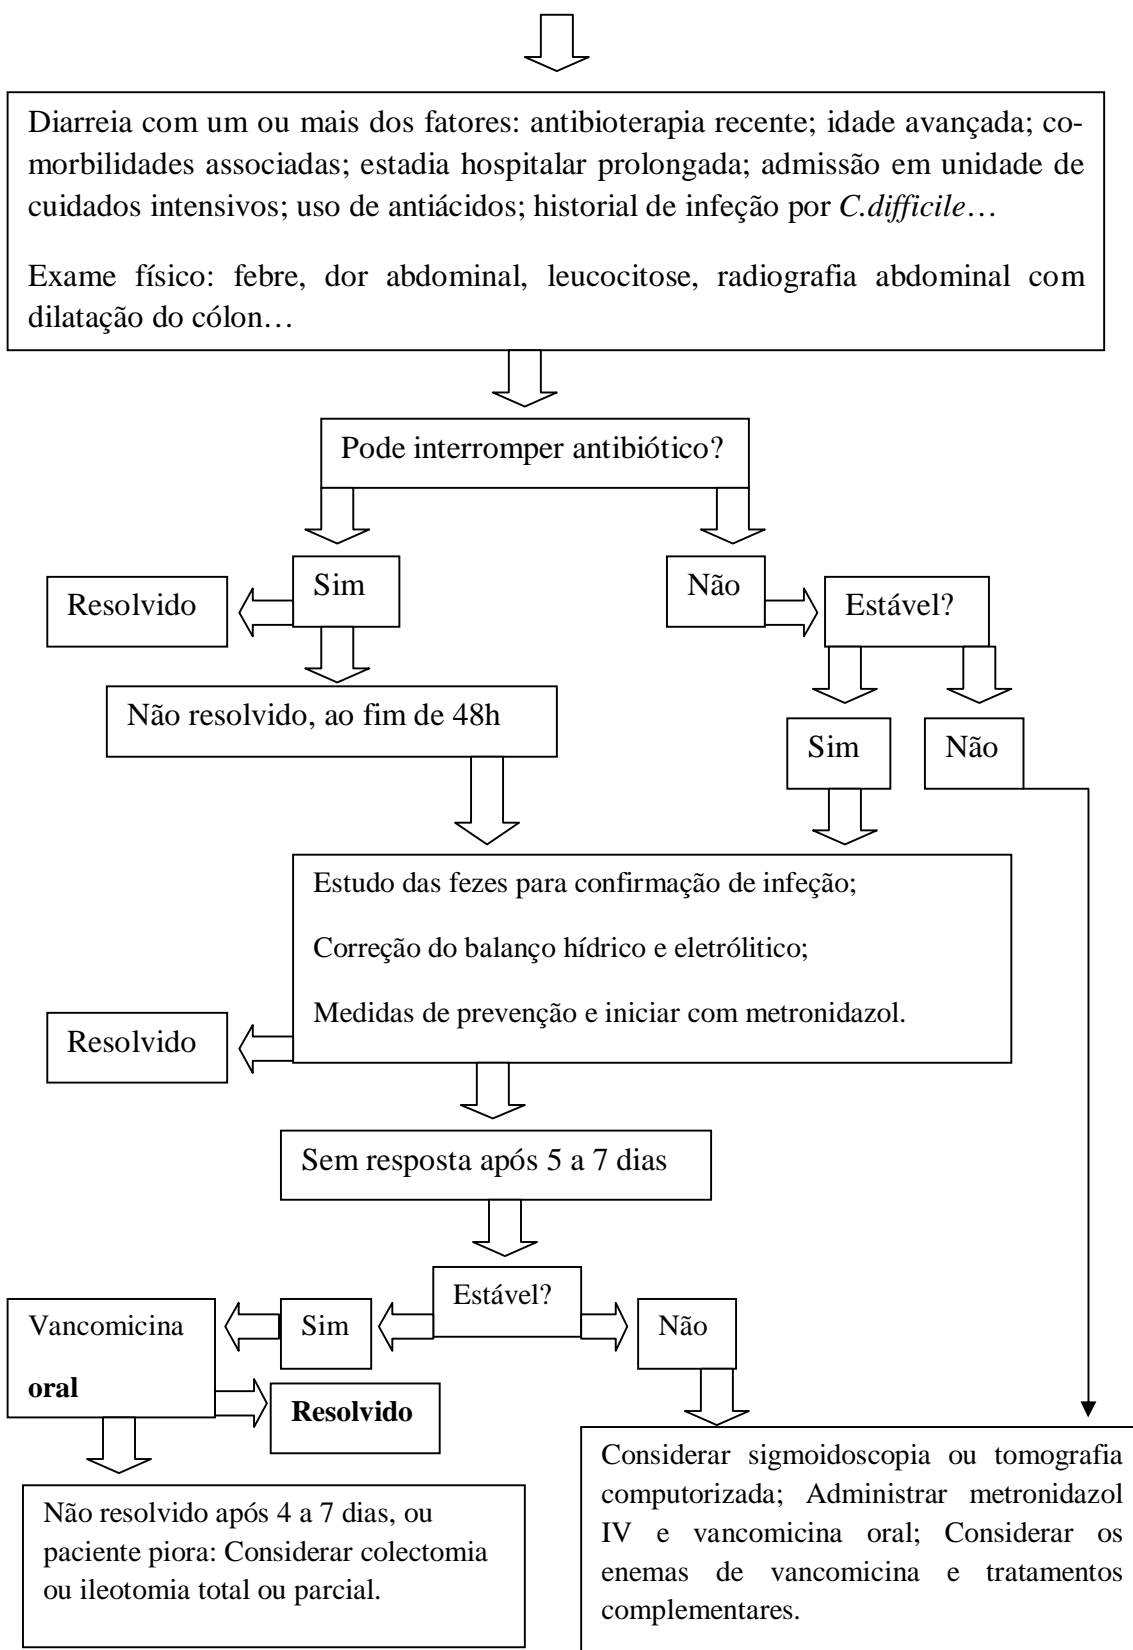 Diarreia com um ou mais dos fatores: antibioterapia recente; idade avançada; co-
morbilidades associadas; estadia hospitalar prolongada; admissão em unidade de
cuidados intensivos; uso de antiácidos; historial de infeção por C.difficile…
Exame físico: febre, dor abdominal, leucocitose, radiografia abdominal com
dilatação do cólon…
Pode interromper antibiótico?
Resolvido
Sim
Não
Estável?
Não resolvido, ao fim de 48h
Sim
Não
Estudo das fezes para confirmação de infeção;
Correção do balanço hídrico e eletrólitico;
Medidas de prevenção e iniciar com metronidazol.
Resolvido
Sem resposta após 5 a 7 dias
Estável?
Vancomicina
oral
Sim
Não
Resolvido
Não resolvido após 4 a 7 dias, ou
paciente piora: Considerar colectomia
ou ileotomia total ou parcial.
Considerar sigmoidoscopia ou tomografia
computorizada; Administrar metronidazol
IV e vancomicina oral; Considerar os
enemas de vancomicina e tratamentos
complementares.